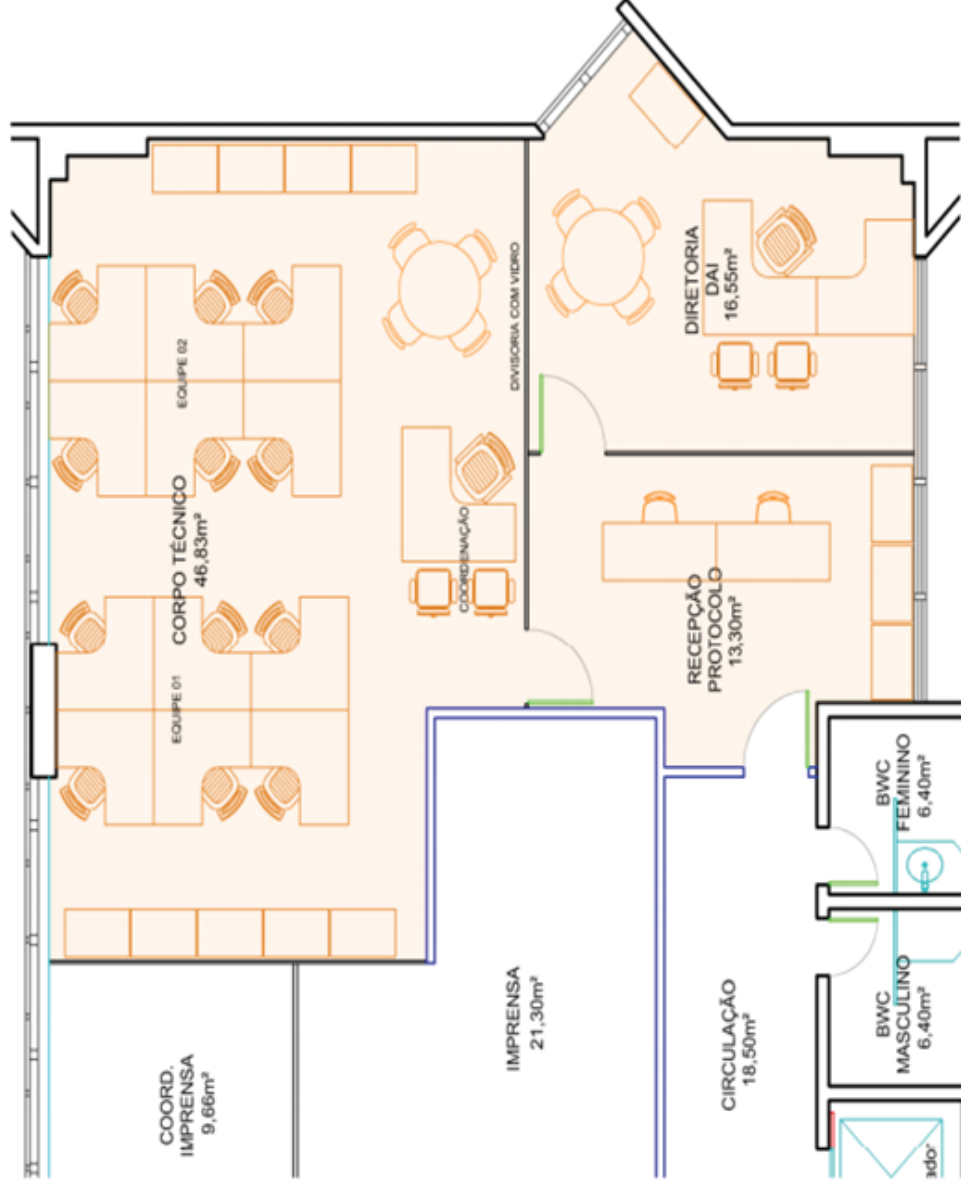 EQUIPE 02
CORPO TÉCNICO
46,83m²
EQUIPE 01
DIVISORIA COM VIDRO
COORDENAÇÃO
DIRETORIA
DAI
16,55m²
RECEPÇÃO
PROTOCOLO
13,30m²
BWC
FEMININO
6,40m²
BWC
MASCULINO
6,40m²
COORD.
IMPRENSA
9,66m²
IMPRENSA
21,30m²
CIRCULAÇÃO
18,50m²
ador